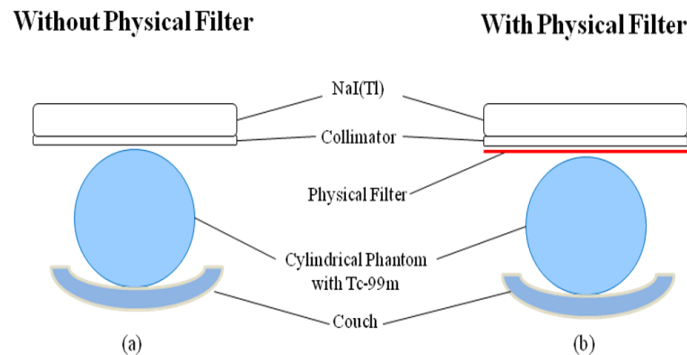 Without Physical Filter
With Physical Filter
NaI(Tl)
Collimator
Physical Filter
Cylindrical Phantom
with Tc-99m
Couch
(a)
(b)